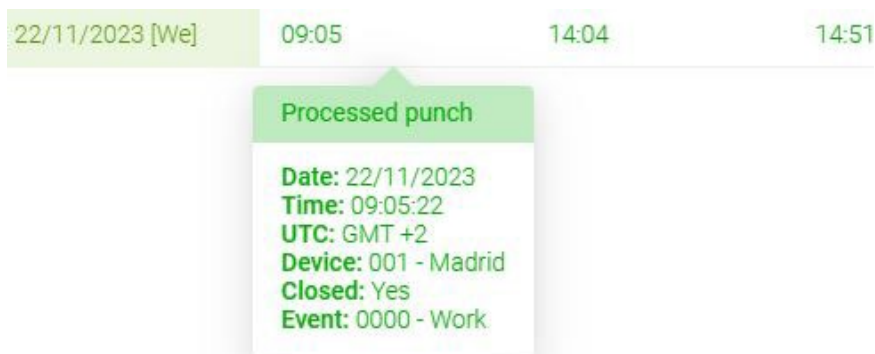 22/11/2023 [We] 09:05 14:04 14:51
Processed punch
Date: 22/11/2023
Time: 09:05:22
UTC: GMT +2
Device: 001 - Madrid
Closed: Yes
Event: 0000 - Work